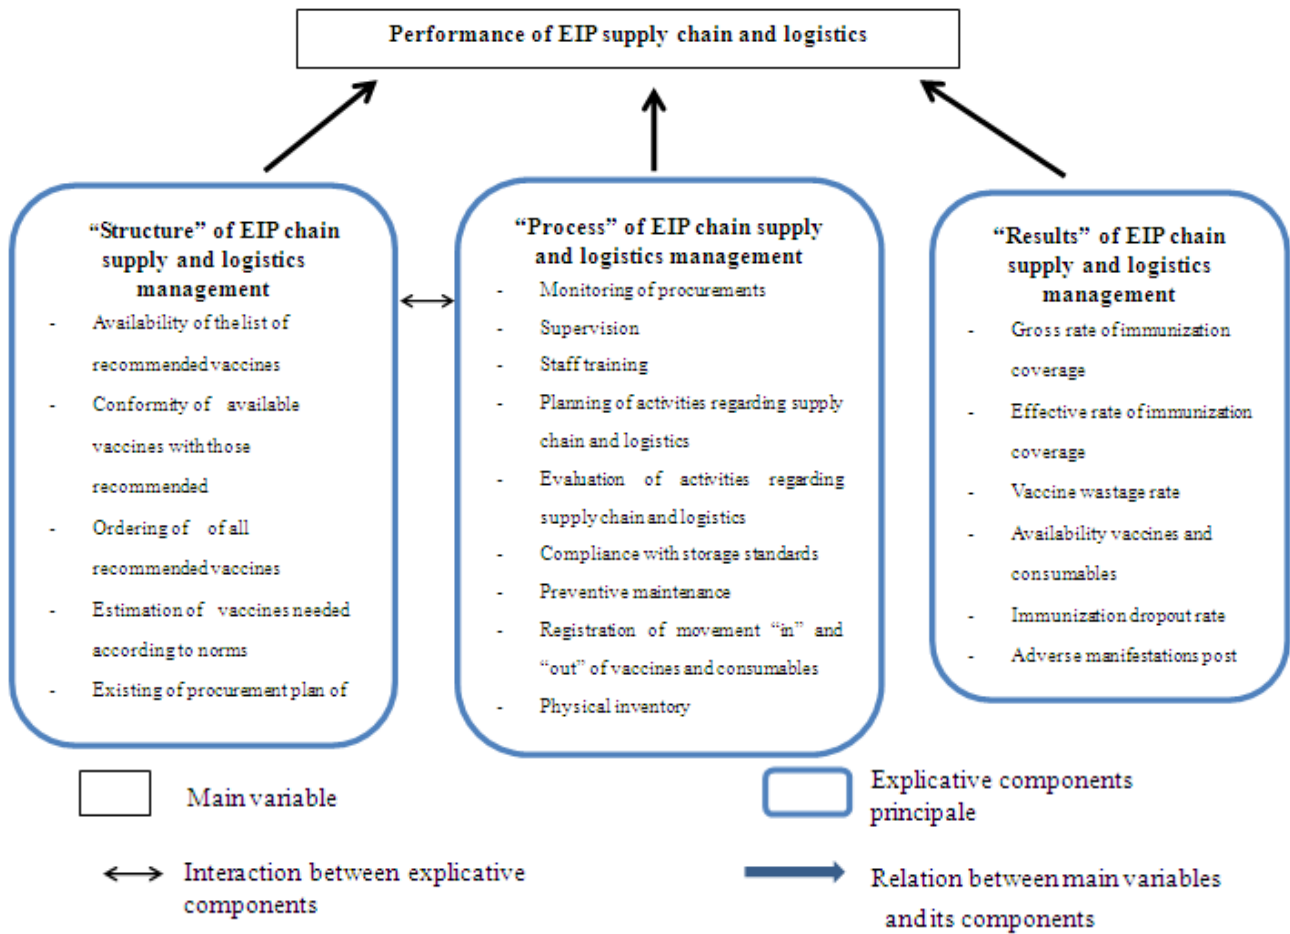 Performance of EIP supply chain and logistics
“Structure” of EIP chain
supply and logistics
management
- Availability of the list of
recommended vaccines
- Conformity of available
vaccines with those
recommended
- Ordering of of all
recommended vaccines
- Estimation of vaccines needed
according to norms
- Existing of procurement plan of
“Process” of EIP chain supply
and logistics management
- Monitoring of procurements
- Supervision
- Staff training
- Planning of activities regarding supply
chain and logistics
- Evaluation of activities regarding
supply chain and logistics
- Compliance with storage standards
- Preventive maintenance
- Registration of movement “in” and
“out” of vaccines and consumables
- Physical inventory
“Results” of EIP chain
supply and logistics
management
- Gross rate of immunization
coverage
- Effective rate of immunization
coverage
- Vaccine wastage rate
- Availability vaccines and
consumables
- Immunization dropout rate
- Adverse manifestations post
Main variable
Explicative components
principale
Interaction between explicative
components
Relation between main variables
and its components